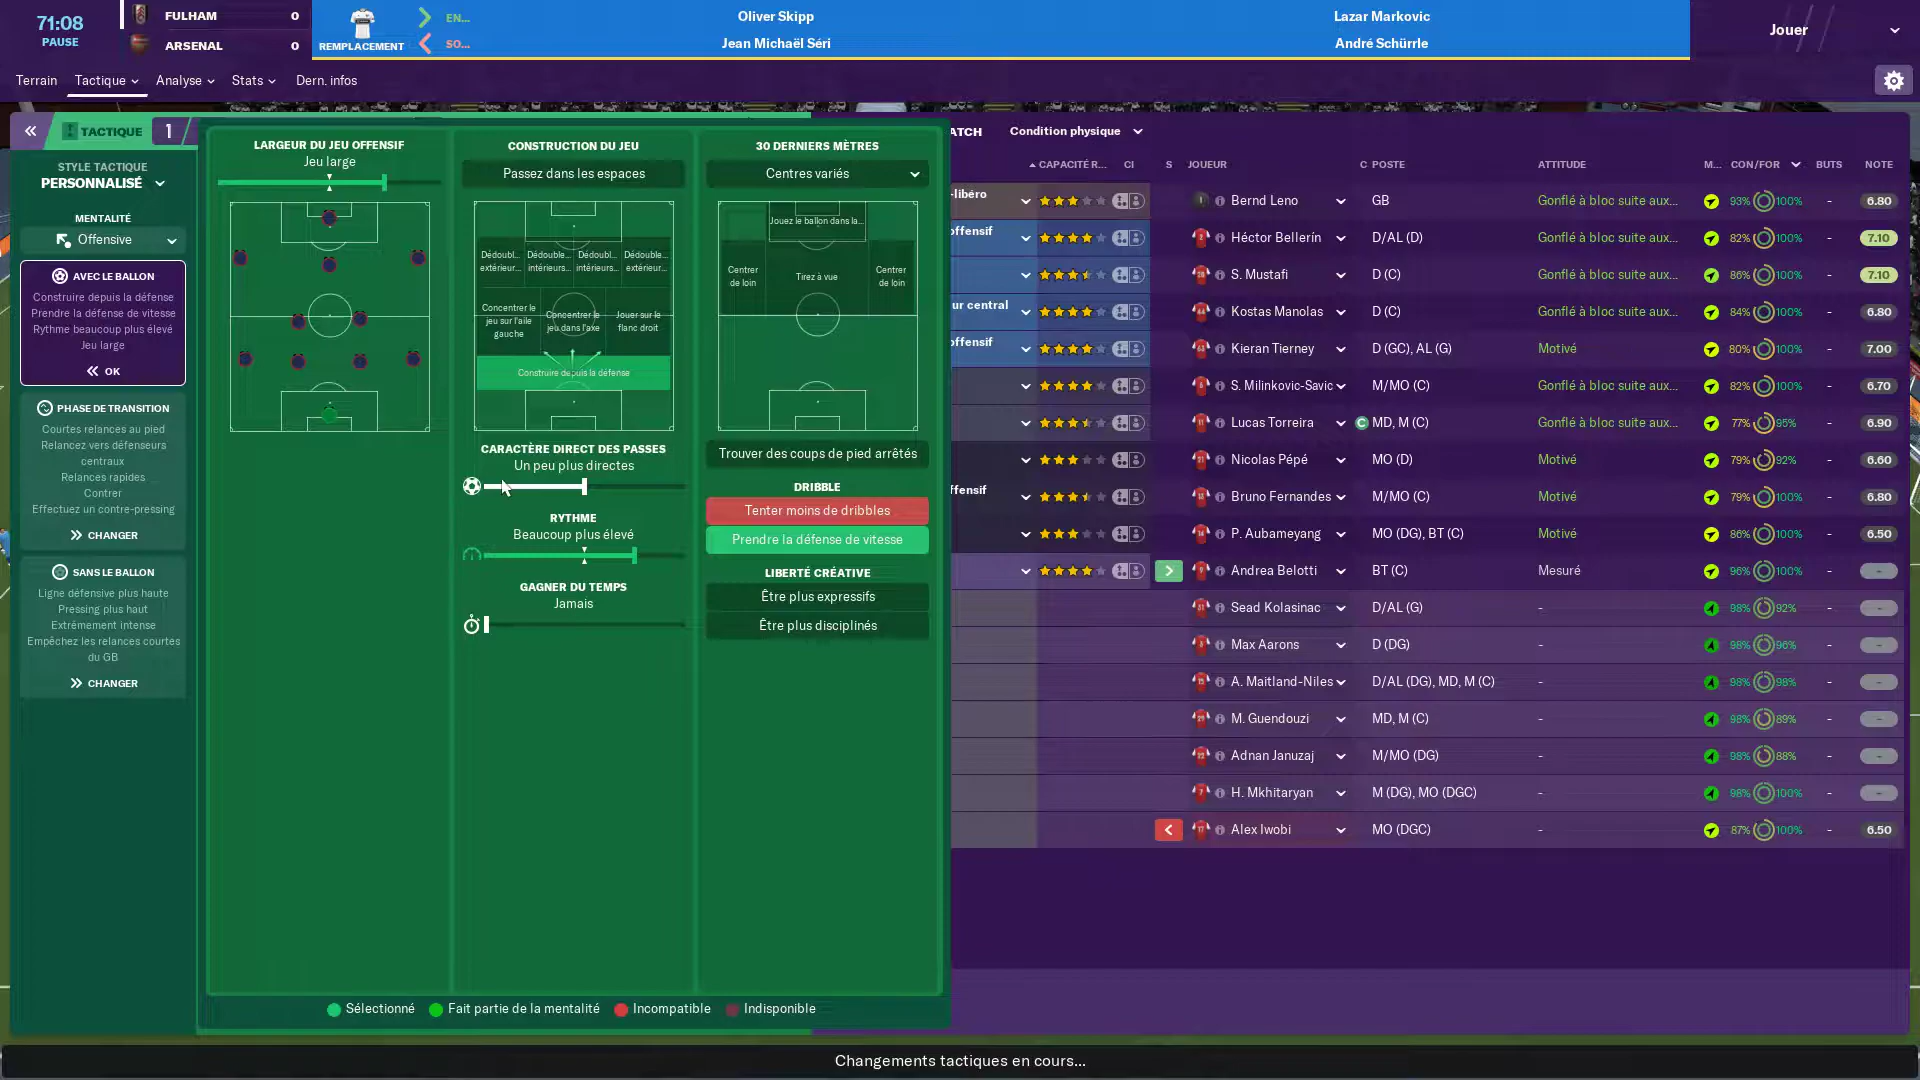 71:08
PAUSE
FULHAM 0
ARSENAL 0
REMPLACEMENT
EN...
SO...
Oliver Skipp
Jean Michaël Séri
Lazar Markovic
André Schürrle
Jouer
Terrain Tactique Analyse Stats Dern. infos
TACTIQUE 1
STYLE TACTIQUE
PERSONNALISÉ
MENTALITÉ
Offensive
AVEC LE BALLON
Construire depuis la défense
Prendre la défense de vitesse
Rythme beaucoup plus élevé
Jeu large
OK
PHASE DE TRANSITION
Courtes relances au pied
Relancez vers défenseurs
centraux
Relances rapides
Contrer
Effectuez un contre-pressing
CHANGER
SANS LE BALLON
Ligne défensive plus haute
Pressing plus haut
Extrêmement intense
Empêchez les relances courtes
du GB
CHANGER
LARGEUR DU JEU OFFENSIF
Jeu large
CONSTRUCTION DU JEU
Passez dans les espaces
Dédoubl... extérieur...
Dédouble... intérieurs...
Dédouble... intérieurs...
Dédouble... extérieur...
Concentrer le jeu sur l'aile gauche
Concentrer le jeu dans l'axe
Jouer sur le flanc droit
Construire depuis la défense
CARACTÈRE DIRECT DES PASSES
Un peu plus directes
RYTHME
Beaucoup plus élevé
GAGNER DU TEMPS
Jamais
30 DERNIERS MÈTRES
Centres variés
Jouez le ballon dans la...
Centrer de loin
Tirez à vue
Centrer de loin
Trouver des coups de pied arrêtés
DRIBBLE
Tenter moins de dribbles
Prendre la défense de vitesse
LIBERTÉ CRÉATIVE
Être plus expressifs
Être plus disciplinés
Sélectionné Fait partie de la mentalité Incompatible Indisponible
ATCH Condition physique
CAPACITÉ R... CI S JOUEUR C POSTE ATTITUDE M... CON/FOR BUTS NOTE
-libéro Bernd Leno GB Gonflé à bloc suite aux... 93% 100% - 6.80
offensif Héctor Bellerín D/AL (D) Gonflé à bloc suite aux... 82% 100% - 7.10
S. Mustafi D (C) Gonflé à bloc suite aux... 86% 100% - 7.10
ur central Kostas Manolas D (C) Gonflé à bloc suite aux... 84% 100% - 6.80
offensif Kieran Tierney D (GC), AL (G) Motivé 80% 100% - 7.00
S. Milinkovic-Savic M/MO (C) Gonflé à bloc suite aux... 82% 100% - 6.70
Lucas Torreira C MD, M (C) Gonflé à bloc suite aux... 77% 95% - 6.90
Nicolas Pépé MO (D) Motivé 79% 92% - 6.60
ffensif Bruno Fernandes M/MO (C) Motivé 79% 100% - 6.80
P. Aubameyang MO (DG), BT (C) Motivé 86% 100% - 6.50
Andrea Belotti BT (C) Mesuré 96% 100% - -
Sead Kolasinac D/AL (G) - 98% 92% - -
Max Aarons D (DG) - 98% 96% - -
A. Maitland-Niles D/AL (DG), MD, M (C) - 98% 98% - -
M. Guendouzi MD, M (C) - 98% 89% - -
Adnan Januzaj M/MO (DG) - 98% 88% - -
H. Mkhitaryan M (DG), MO (DGC) - 98% 100% - -
Alex Iwobi MO (DGC) - 87% 100% - 6.50
Changements tactiques en cours...